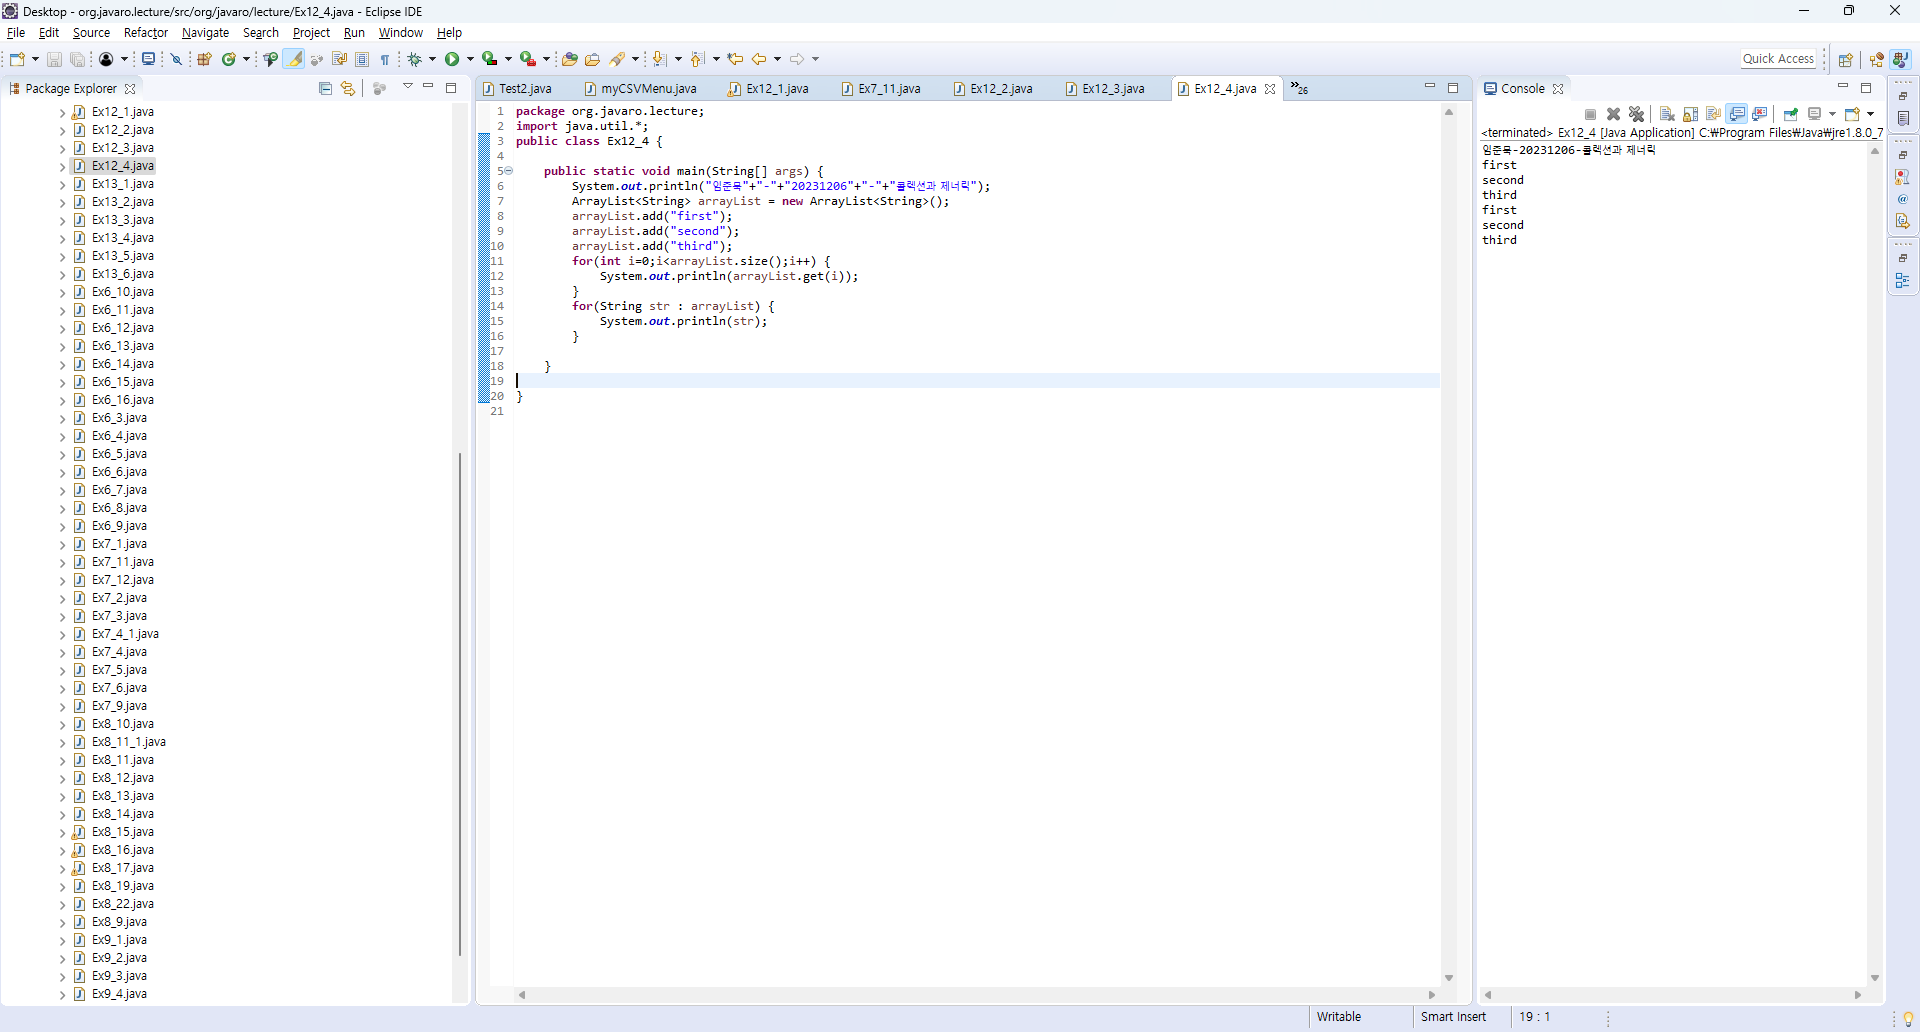 Desktop - org.javaro.lecture/src/org/javaro/lecture/Ex12_4.java - Eclipse IDE
File Edit Source Refactor Navigate Search Project Run Window Help
Quick Access
Package Explorer
Ex12_1.java
Ex12_2.java
Ex12_3.java
Ex12_4.java
Ex13_1.java
Ex13_2.java
Ex13_3.java
Ex13_4.java
Ex13_5.java
Ex13_6.java
Ex6_10.java
Ex6_11.java
Ex6_12.java
Ex6_13.java
Ex6_14.java
Ex6_15.java
Ex6_16.java
Ex6_3.java
Ex6_4.java
Ex6_5.java
Ex6_6.java
Ex6_7.java
Ex6_8.java
Ex6_9.java
Ex7_1.java
Ex7_11.java
Ex7_12.java
Ex7_2.java
Ex7_3.java
Ex7_4_1.java
Ex7_4.java
Ex7_5.java
Ex7_6.java
Ex7_9.java
Ex8_10.java
Ex8_11_1.java
Ex8_11.java
Ex8_12.java
Ex8_13.java
Ex8_14.java
Ex8_15.java
Ex8_16.java
Ex8_17.java
Ex8_19.java
Ex8_22.java
Ex8_9.java
Ex9_1.java
Ex9_2.java
Ex9_3.java
Ex9_4.java
Test2.java myCSVMenu.java Ex12_1.java Ex7_11.java Ex12_2.java Ex12_3.java Ex12_4.java »26
1 package org.javaro.lecture;
2 import java.util.*;
3 public class Ex12_4 {
4
5 public static void main(String[] args) {
6 System.out.println("임준묵"+"-"+"20231206"+"-"+"콜렉션과 제너릭");
7 ArrayList<String> arrayList = new ArrayList<String>();
8 arrayList.add("first");
9 arrayList.add("second");
10 arrayList.add("third");
11 for(int i=0;i<arrayList.size();i++) {
12 System.out.println(arrayList.get(i));
13 }
14 for(String str : arrayList) {
15 System.out.println(str);
16 }
17
18 }
19
20 }
21
Console
<terminated> Ex12_4 [Java Application] C:₩Program Files₩Java₩jre1.8.0_7
임준묵-20231206-콜렉션과 제너릭
first
second
third
first
second
third
Writable Smart Insert 19 : 1